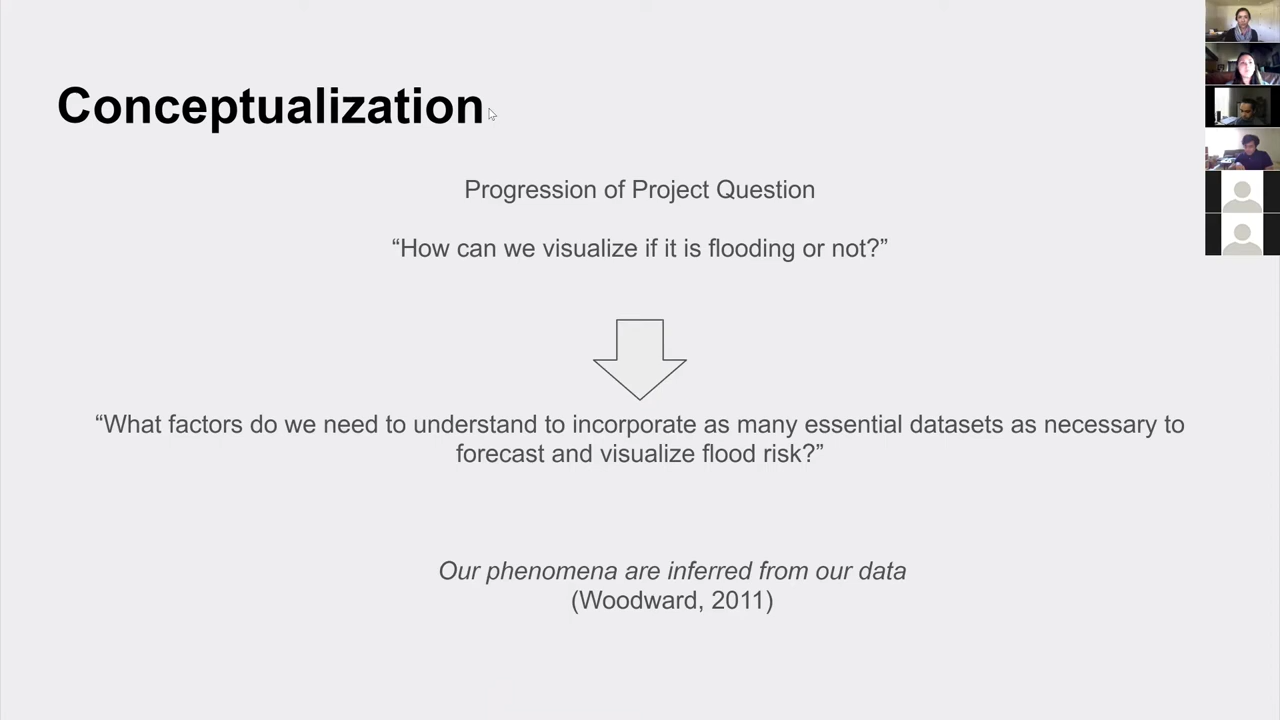 Conceptualization
Progression of Project Question
“How can we visualize if it is flooding or not?”
“What factors do we need to understand to incorporate as many essential datasets as necessary to
forecast and visualize flood risk?”
Our phenomena are inferred from our data
(Woodward, 2011)